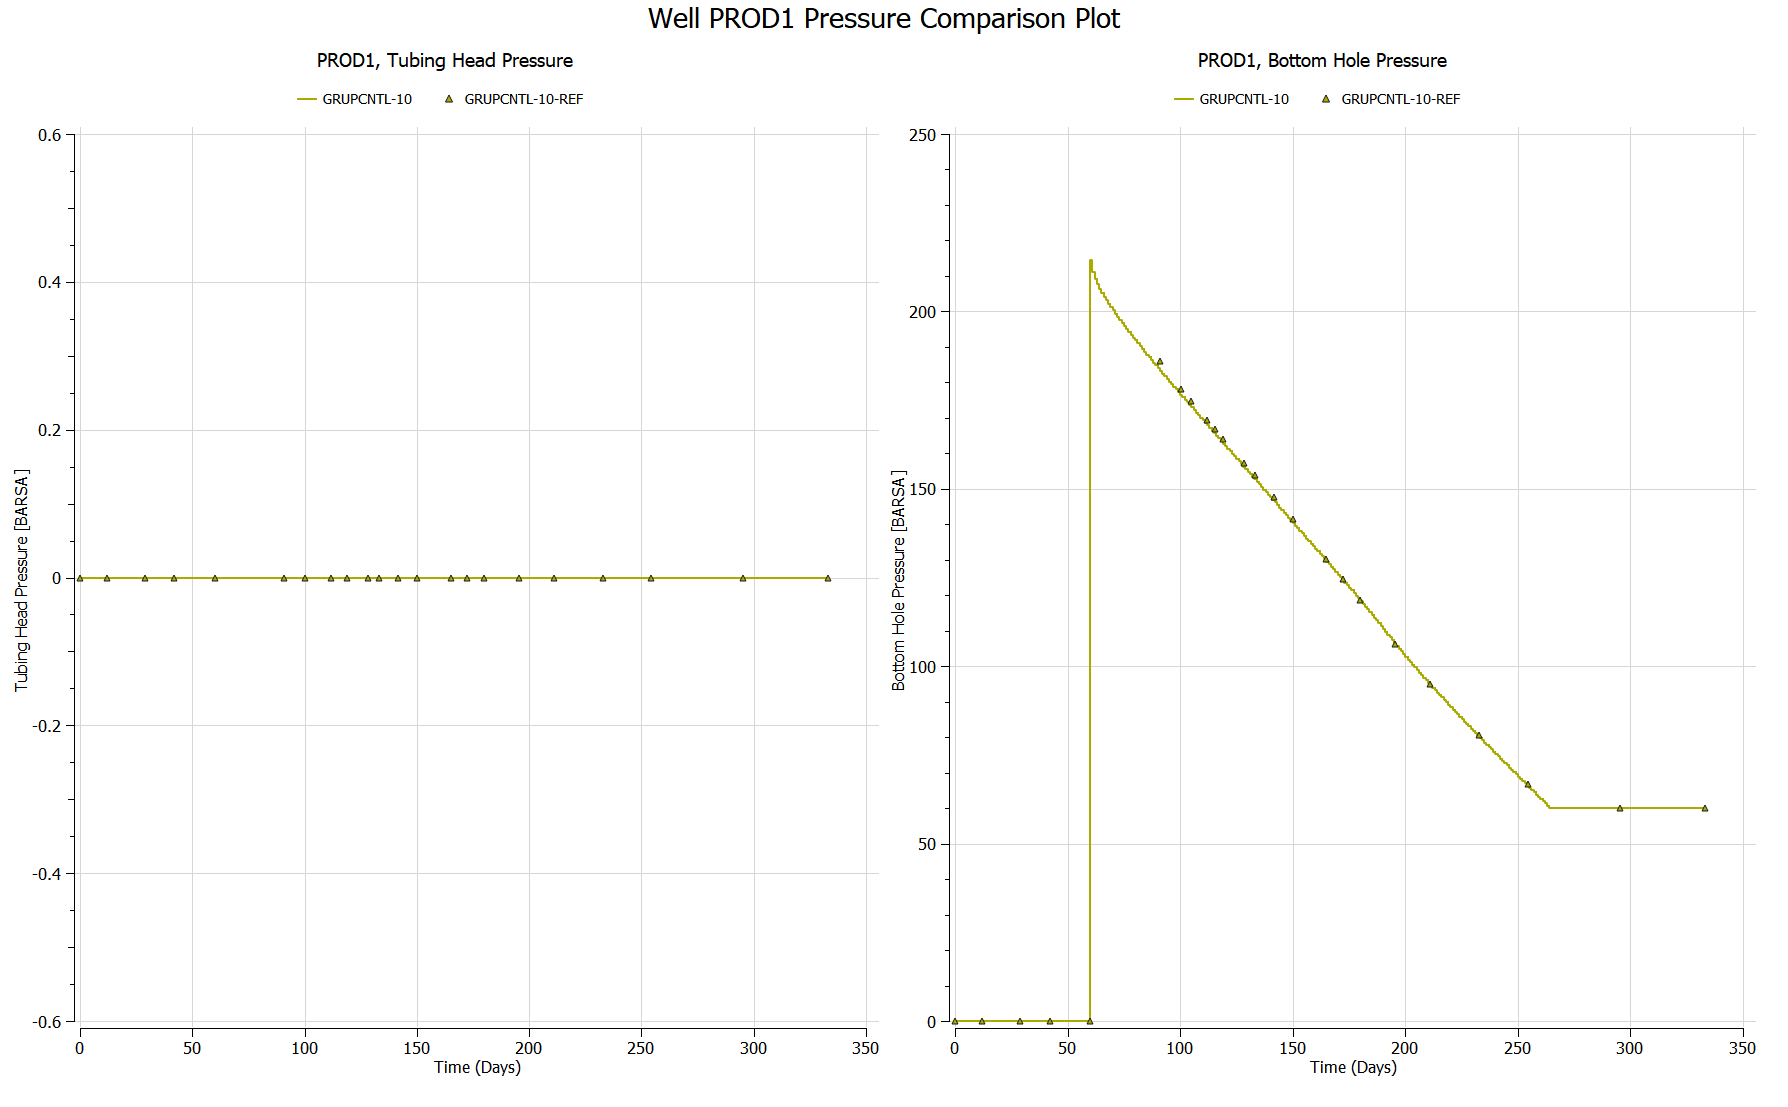 Well PROD1 Pressure Comparison Plot
PROD1, Tubing Head Pressure
GRUPCNTL-10 GRUPCNTL-10-REF
0.6
0.4
0.2
0
-0.2
-0.4
-0.6
Tubing Head Pressure [BARSA]
0 50 100 150 200 250 300 350
Time (Days)
PROD1, Bottom Hole Pressure
GRUPCNTL-10 GRUPCNTL-10-REF
250
200
150
100
50
0
Bottom Hole Pressure [BARSA]
0 50 100 150 200 250 300 350
Time (Days)